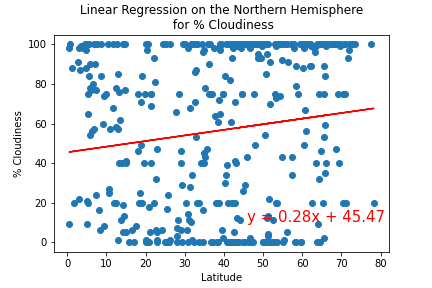 Linear Regression on the Northern Hemisphere
for % Cloudiness
100
80
60
40
20
0
% Cloudiness
y = 0.28x + 45.47
0 10 20 30 40 50 60 70 80
Latitude